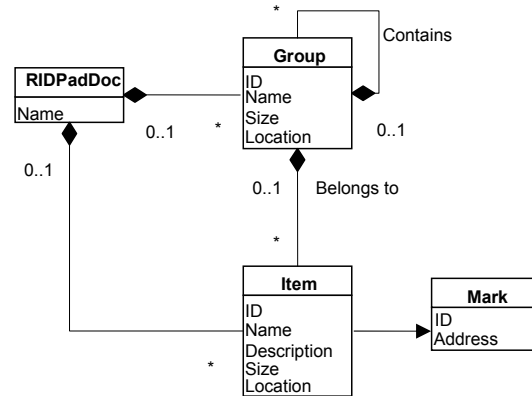 *
Contains
Group
ID
Name
Size
Location
RIDPadDoc
Name
0..1
*
0..1
0..1
0..1
Belongs to
*
Item
ID
Name
Description
Size
Location
*
Mark
ID
Address